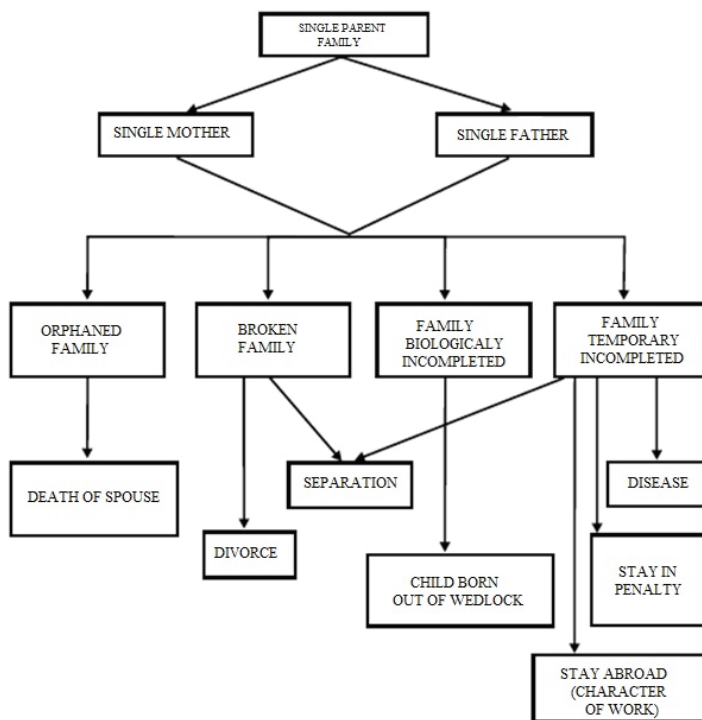 SINGLE PARENT
FAMILY
SINGLE MOTHER
SINGLE FATHER
ORPHANED
FAMILY
BROKEN
FAMILY
FAMILY
BIOLOGICALY
INCOMPLETED
FAMILY
TEMPORARY
INCOMPLETED
DEATH OF SPOUSE
SEPARATION
DISEASE
DIVORCE
CHILD BORN
OUT OF WEDLOCK
STAY IN
PENALTY
STAY ABROAD
(CHARACTER
OF WORK)